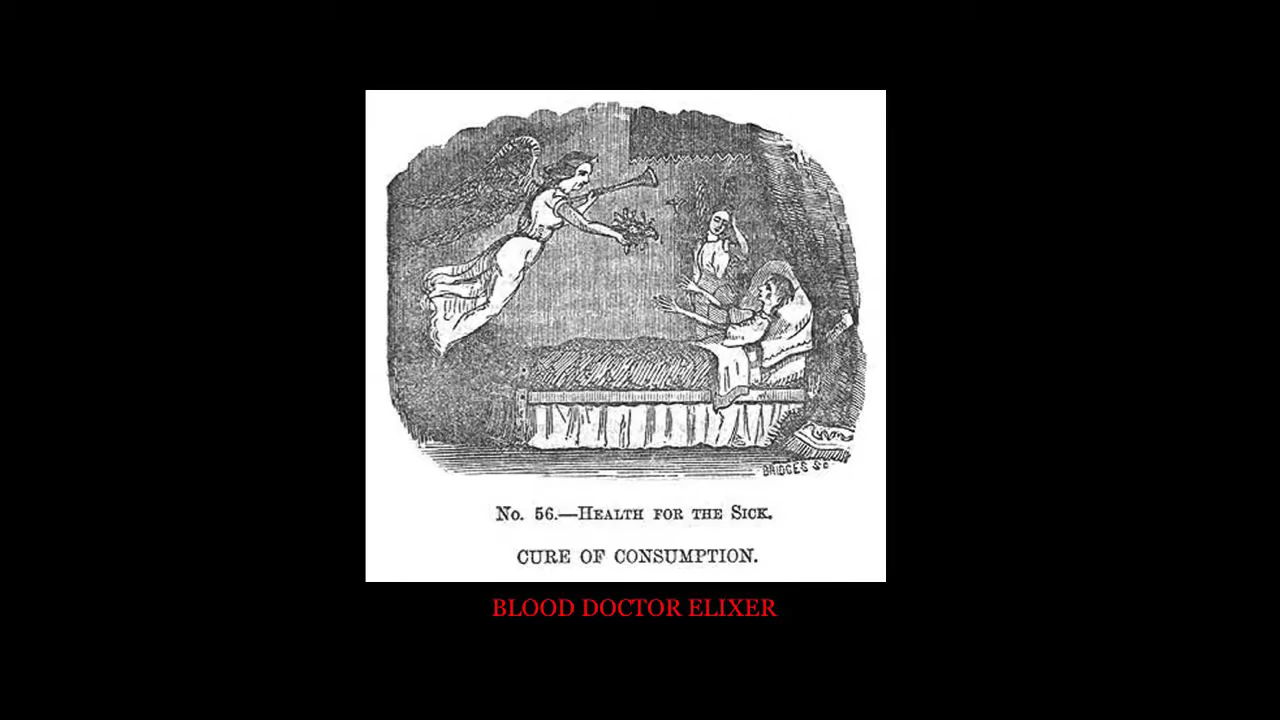 BRIDGES Sc
No. 56.—Health for the Sick.
CURE OF CONSUMPTION.
BLOOD DOCTOR ELIXER